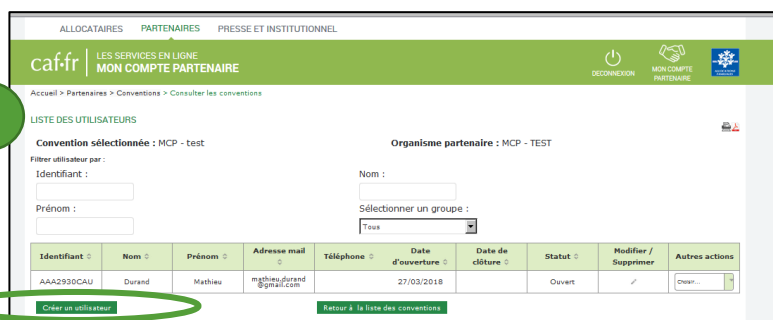 ALLOCATAIRES PARTENAIRES PRESSE ET INSTITUTIONNEL
caf.fr LES SERVICES EN LIGNE
MON COMPTE PARTENAIRE
DECONNEXION
MON COMPTE
PARTENAIRE
Accueil > Partenaires > Conventions > Consulter les conventions
LISTE DES UTILISATEURS
Convention sélectionnée : MCP - test Organisme partenaire : MCP - TEST
Filtrer utilisateur par :
Identifiant : Nom :
Prénom : Sélectionner un groupe :
Tous
Identifiant Nom Prénom Adresse mail Téléphone Date d'ouverture Date de clôture Statut Modifier / Supprimer Autres actions
AAA2930CAU Durand Mathieu mathieu.durand@gmail.com 27/03/2018 Ouvert Choisir...
Créer un utilisateur Retour à la liste des conventions